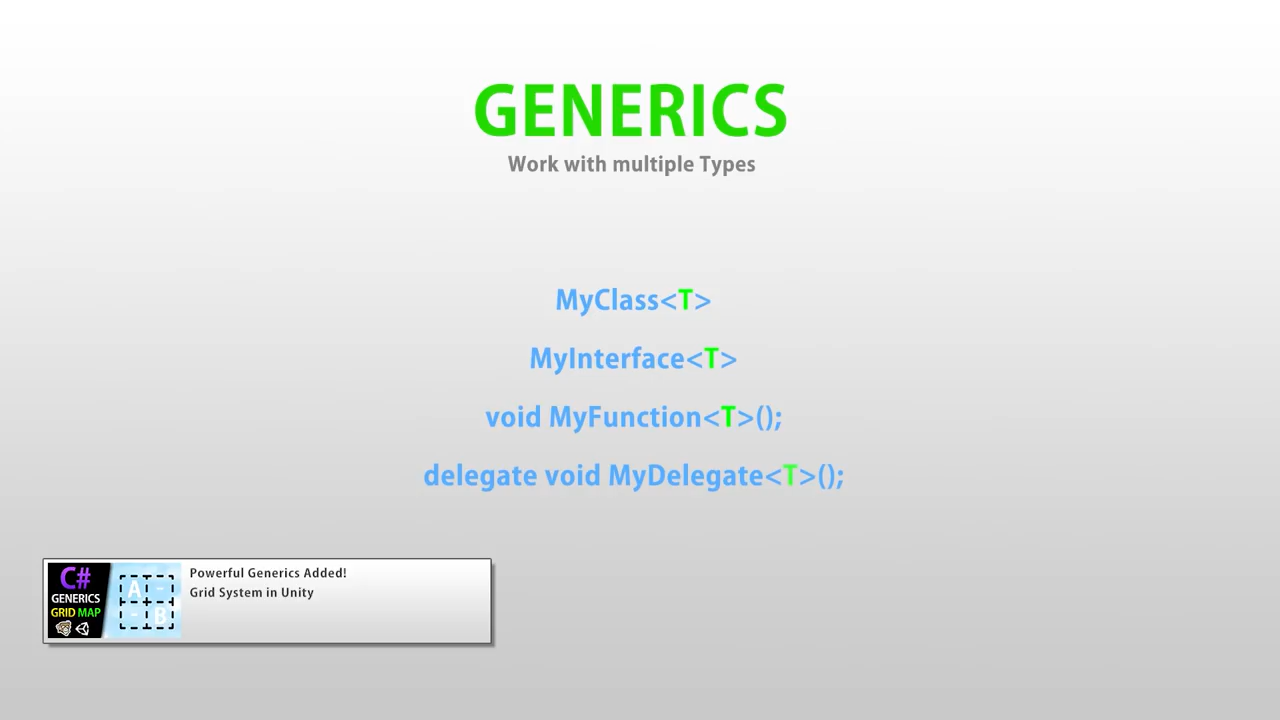 GENERICS
Work with multiple Types
MyClass<T>
MyInterface<T>
void MyFunction<T>();
delegate void MyDelegate<T>();
C#
GENERICS
GRID MAP
A -
- B
Powerful Generics Added!
Grid System in Unity